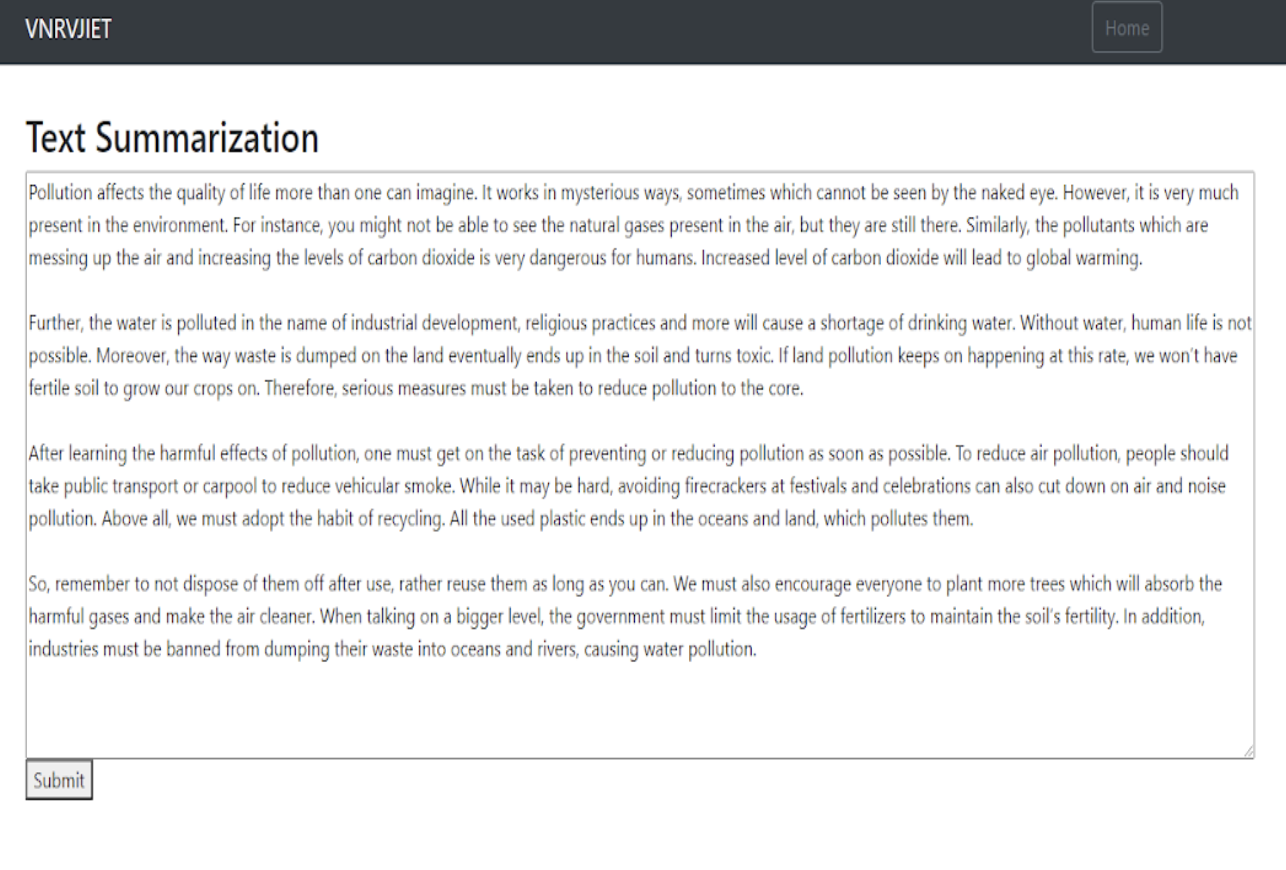 VNRVJIET
Home
Text Summarization
Pollution affects the quality of life more than one can imagine. It works in mysterious ways, sometimes which cannot be seen by the naked eye. However, it is very much
present in the environment. For instance, you might not be able to see the natural gases present in the air, but they are still there. Similarly, the pollutants which are
messing up the air and increasing the levels of carbon dioxide is very dangerous for humans. Increased level of carbon dioxide will lead to global warming.
Further, the water is polluted in the name of industrial development, religious practices and more will cause a shortage of drinking water. Without water, human life is not
possible. Moreover, the way waste is dumped on the land eventually ends up in the soil and turns toxic. If land pollution keeps on happening at this rate, we won't have
fertile soil to grow our crops on. Therefore, serious measures must be taken to reduce pollution to the core.
After learning the harmful effects of pollution, one must get on the task of preventing or reducing pollution as soon as possible. To reduce air pollution, people should
take public transport or carpool to reduce vehicular smoke. While it may be hard, avoiding firecrackers at festivals and celebrations can also cut down on air and noise
pollution. Above all, we must adopt the habit of recycling. All the used plastic ends up in the oceans and land, which pollutes them.
So, remember to not dispose of them off after use, rather reuse them as long as you can. We must also encourage everyone to plant more trees which will absorb the
harmful gases and make the air cleaner. When talking on a bigger level, the government must limit the usage of fertilizers to maintain the soil's fertility. In addition,
industries must be banned from dumping their waste into oceans and rivers, causing water pollution.
Submit